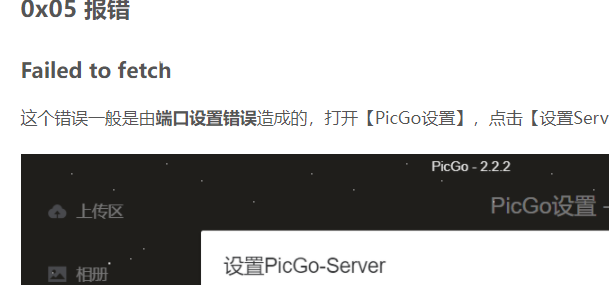 0x05 报错
Failed to fetch
这个错误一般是由端口设置错误造成的，打开【PicGo设置】，点击【设置Serv
PicGo - 2.2.2
上传区
PicGo设置 -
设置PicGo-Server
相册